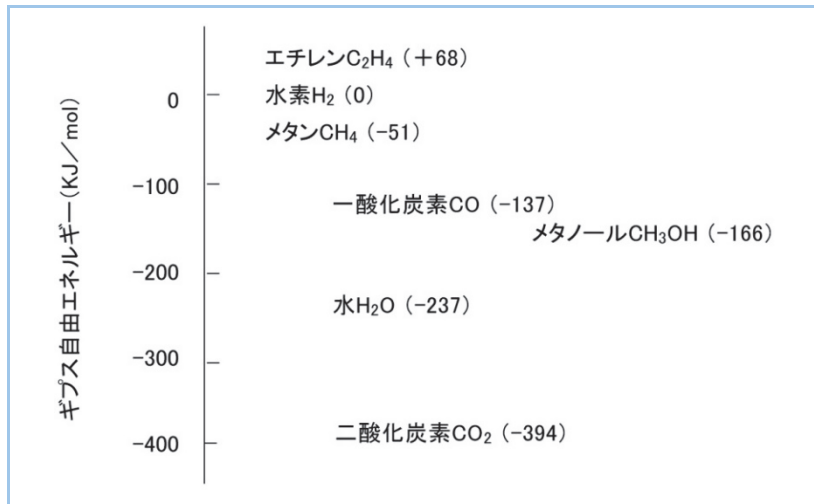 ギプス自由エネルギー(KJ/mol)
エチレンC₂H₄ (+68)
0
水素H₂ (0)
メタンCH₄ (-51)
-100
一酸化炭素CO (-137)
メタノールCH₃OH (-166)
-200
水H₂O (-237)
-300
-400
二酸化炭素CO₂ (-394)